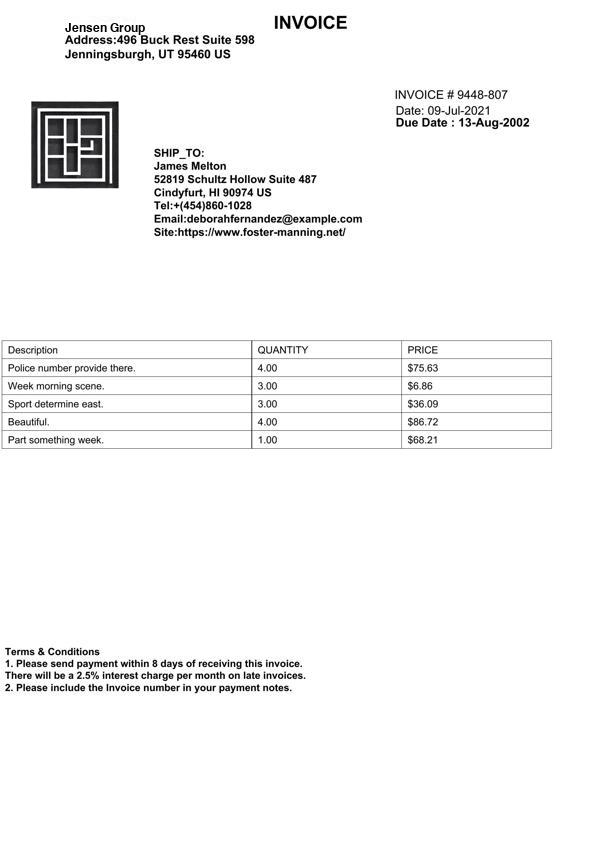 INVOICE
Jensen Group
Address:496 Buck Rest Suite 598
Jenningsburgh, UT 95460 US
INVOICE # 9448-807
Date: 09-Jul-2021
Due Date : 13-Aug-2002
SHIP_TO:
James Melton
52819 Schultz Hollow Suite 487
Cindyfurt, HI 90974 US
Tel:+(454)860-1028
Email:deborahfernandez@example.com
Site:https://www.foster-manning.net/
Description QUANTITY PRICE
Police number provide there. 4.00 $75.63
Week morning scene. 3.00 $6.86
Sport determine east. 3.00 $36.09
Beautiful. 4.00 $86.72
Part something week. 1.00 $68.21
Terms & Conditions
1. Please send payment within 8 days of receiving this invoice.
There will be a 2.5% interest charge per month on late invoices.
2. Please include the Invoice number in your payment notes.